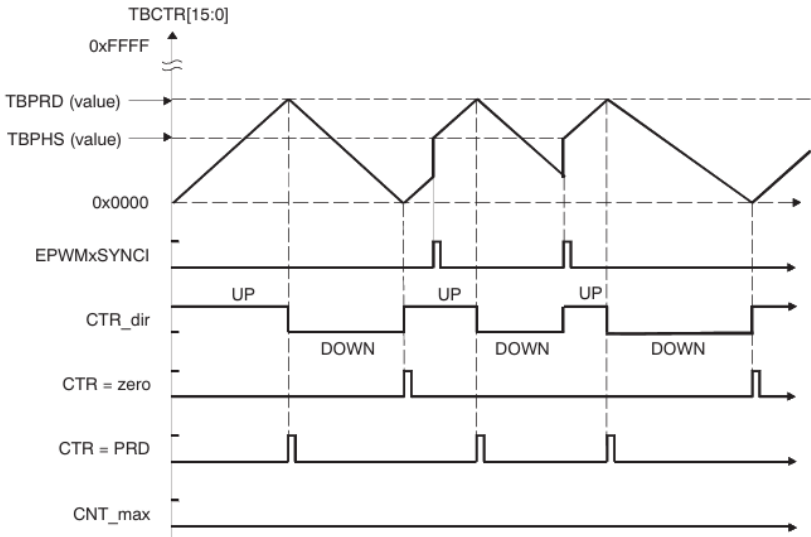 TBCTR[15:0]
0xFFFF
TBPRD (value)
TBPHS (value)
0x0000
EPWMxSYNCI
UP UP UP
CTR_dir
DOWN DOWN DOWN
CTR = zero
CTR = PRD
CNT_max